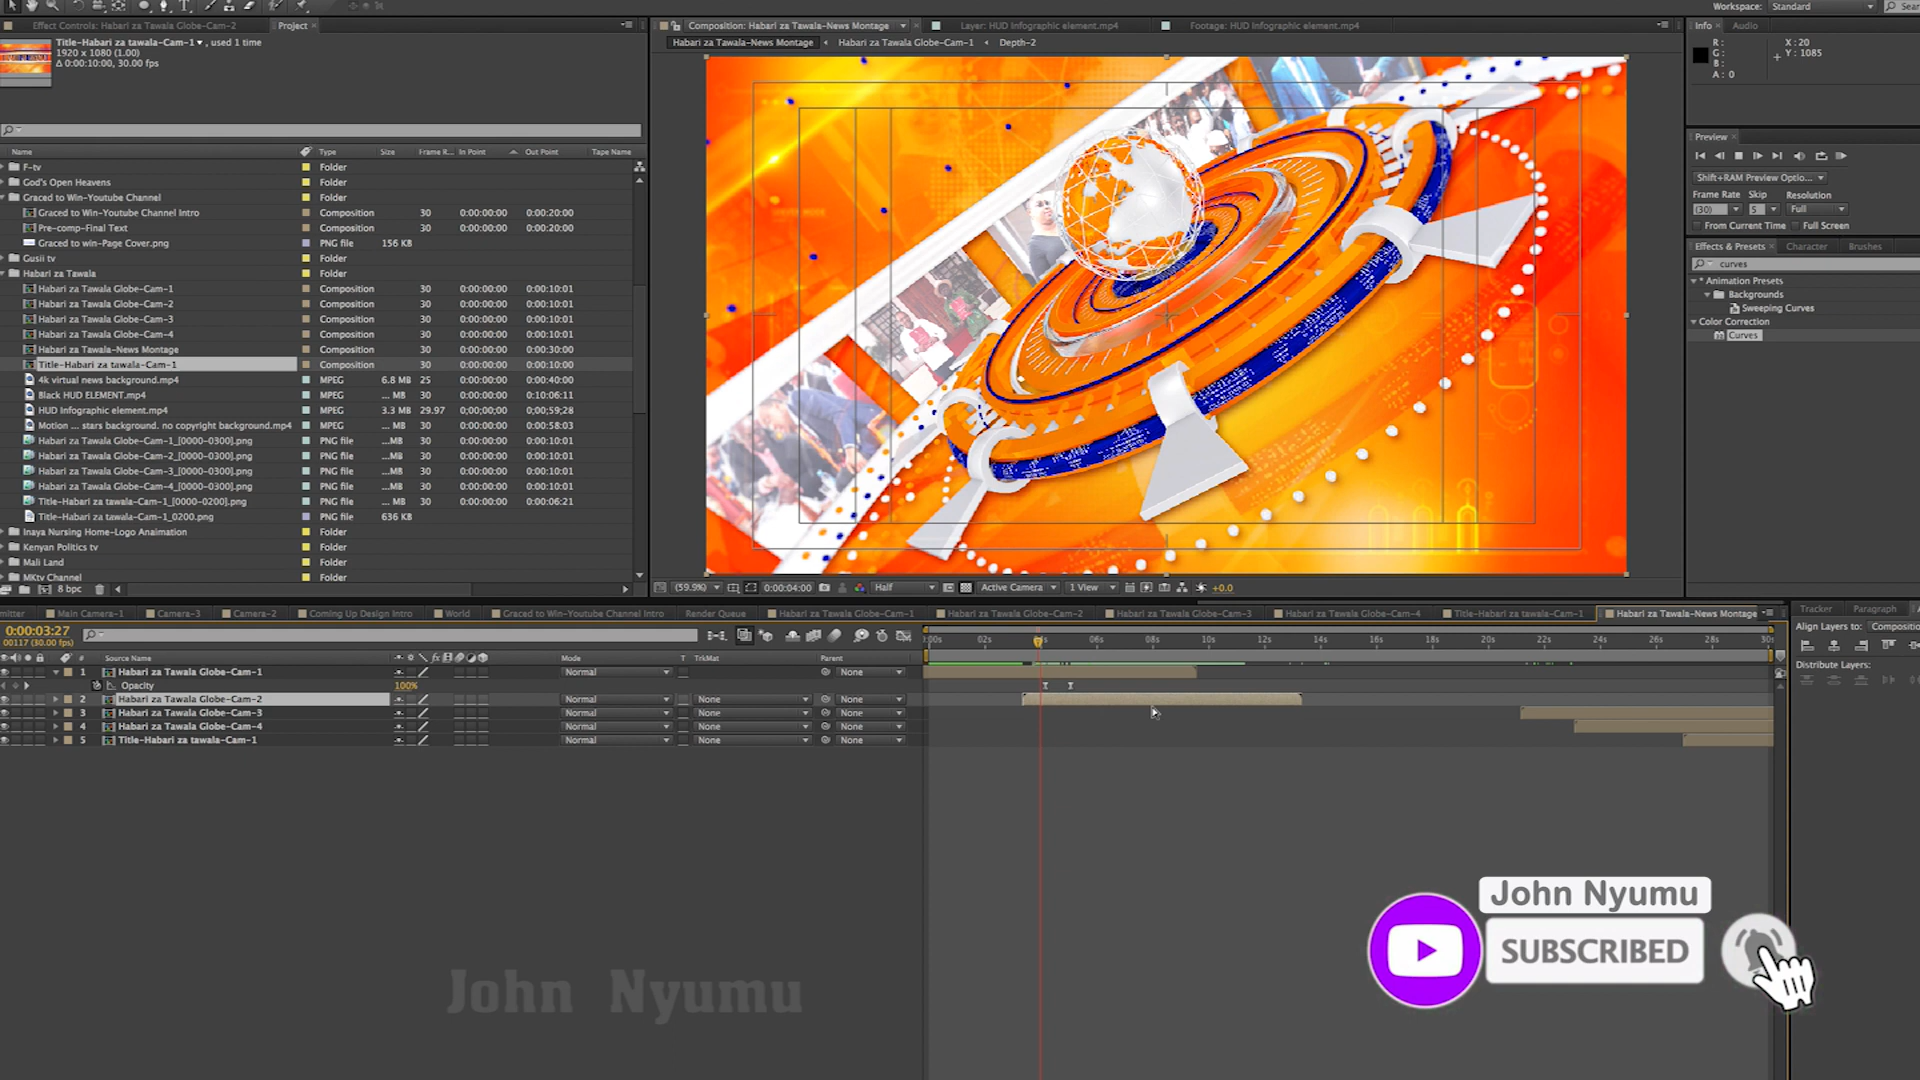 Workspace: Standard
Effect Controls: Habari za Tawala Globe-Cam-2
Project
Title-Habari za tawala-Cam-1 , used 1 time
1920 x 1080 (1.00)
Δ 0:00:10:00, 30.00 fps
Name Type Size Frame R... In Point Out Point Tape Name
F-tv Folder
God's Open Heavens Folder
Graced to Win-Youtube Channel Folder
Graced to Win-Youtube Channel Intro Composition 30 0:00:00:00 0:00:20:00
Pre-comp-Final Text Composition 30 0:00:00:00 0:00:20:00
Graced to win-Page Cover.png PNG file 156 KB
Gusii tv Folder
Habari za Tawala Folder
Habari za Tawala Globe-Cam-1 Composition 30 0:00:00:00 0:00:10:01
Habari za Tawala Globe-Cam-2 Composition 30 0:00:00:00 0:00:10:01
Habari za Tawala Globe-Cam-3 Composition 30 0:00:00:00 0:00:10:01
Habari za Tawala Globe-Cam-4 Composition 30 0:00:00:00 0:00:10:01
Habari za Tawala-News Montage Composition 30 0:00:00:00 0:00:30:00
Title-Habari za tawala-Cam-1 Composition 30 0:00:00:00 0:00:10:00
4k virtual news background.mp4 MPEG 6.8 MB 25 0:00:00:00 0:00:40:00
Black HUD ELEMENT.mp4 MPEG ... MB 30 0:00:00:00 0:10:06:11
HUD Infographic element.mp4 MPEG 3.3 MB 29.97 0;00;00;00 0;00;59;28
Motion ... stars background. no copyright background.mp4 MPEG ... MB 30 0:00:00:00 0:00:58:03
Habari za Tawala Globe-Cam-1_[0000-0300].png PNG file ...MB 30 0:00:00:00 0:00:10:01
Habari za Tawala Globe-Cam-2_[0000-0300].png PNG file ...MB 30 0:00:00:00 0:00:10:01
Habari za Tawala Globe-Cam-3_[0000-0300].png PNG file ...MB 30 0:00:00:00 0:00:10:01
Habari za Tawala Globe-Cam-4_[0000-0300].png PNG file ...MB 30 0:00:00:00 0:00:10:01
Title-Habari za tawala-Cam-1_[0000-0200].png PNG file ... MB 30 0:00:00:00 0:00:06:21
Title-Habari za tawala-Cam-1_0200.png PNG file 636 KB
Inaya Nursing Home-Logo Anaimation Folder
Kenyan Politics tv Folder
Mali Land Folder
MKtv Channel Folder
8 bpc
Composition: Habari za Tawala-News Montage
Layer: HUD Infographic element.mp4
Footage: HUD Infographic element.mp4
Habari za Tawala-News Montage Habari za Tawala Globe-Cam-1 Depth-2
(59.9%) 0:00:04:00 Half Active Camera 1 View +0.0
Info Audio
R : X : 20
G : Y : 1085
B :
A : 0
Preview
Shift+RAM Preview Optio...
Frame Rate Skip Resolution
(30) 5 Full
From Current Time Full Screen
Effects & Presets Character Brushes
curves
* Animation Presets
Backgrounds
Sweeping Curves
Color Correction
Curves
Main Camera-1 Camera-3 Camera-2 Coming Up Design Intro World Graced to Win-Youtube Channel Intro Render Queue Habari za Tawala Globe-Cam-1 Habari za Tawala Globe-Cam-2 Habari za Tawala Globe-Cam-3 Habari za Tawala Globe-Cam-4 Title-Habari za tawala-Cam-1 Habari za Tawala-News Montage
0:00:03:27
00117 (30.00 fps)
# Source Name Mode T TrkMat Parent
02s 06s 08s 10s 12s 14s 16s 18s 20s 22s 24s 26s 28s
1 Habari za Tawala Globe-Cam-1 Normal None
Opacity 100%
2 Habari za Tawala Globe-Cam-2 Normal None None
3 Habari za Tawala Globe-Cam-3 Normal None None
4 Habari za Tawala Globe-Cam-4 Normal None None
5 Title-Habari za tawala-Cam-1 Normal None None
Tracker Paragraph
Align Layers to:
Distribute Layers:
John Nyumu
SUBSCRIBED
John Nyumu